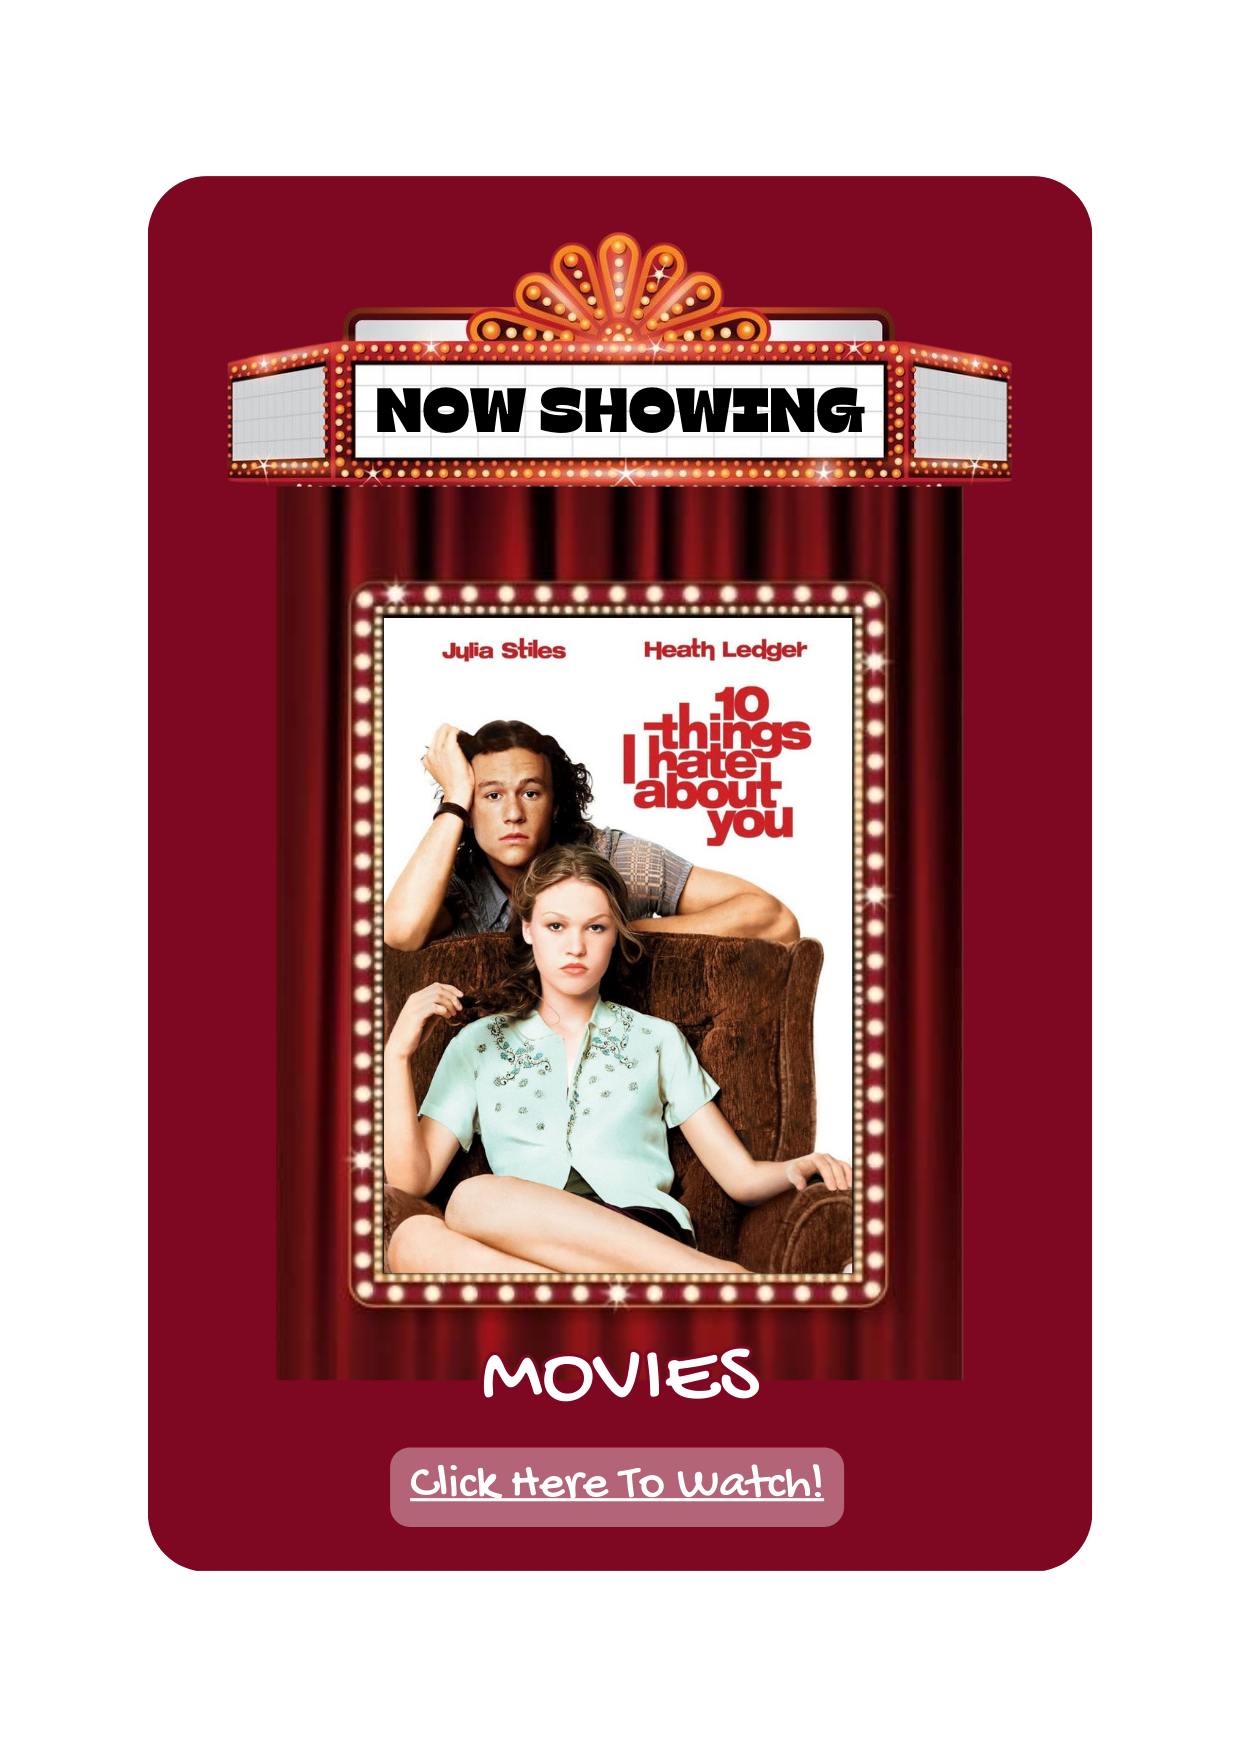 NOW SHOWING
Julia Stiles Heath Ledger
10
things
I hate
about
you
MOVIES
Click Here To Watch!